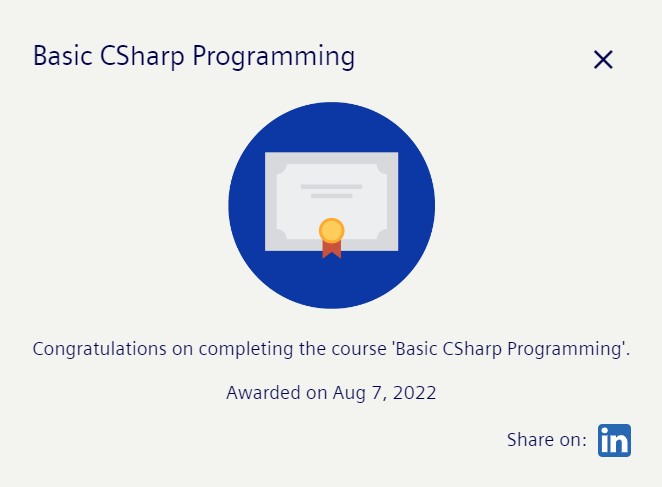 Basic CSharp Programming
Congratulations on completing the course 'Basic CSharp Programming'.
Awarded on Aug 7, 2022
Share on: in